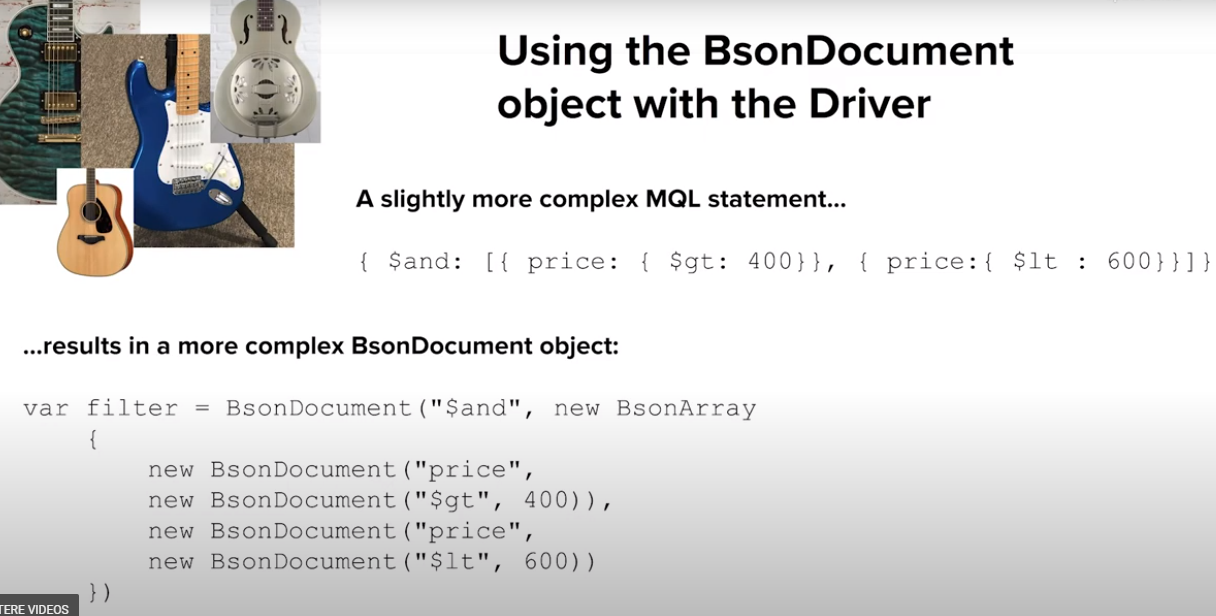 Using the BsonDocument
object with the Driver
A slightly more complex MQL statement...
{ $and: [{ price: { $gt: 400}}, { price:{ $lt : 600}}]}
...results in a more complex BsonDocument object:
var filter = BsonDocument("$and", new BsonArray
{
new BsonDocument("price",
new BsonDocument("$gt", 400)),
new BsonDocument("price",
new BsonDocument("$lt", 600))
})
TERE VIDEOS